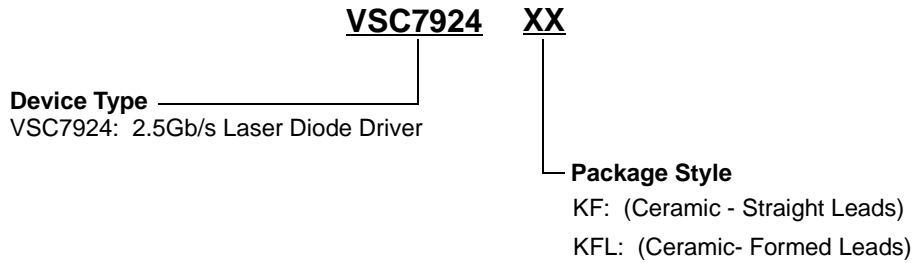 VSC7924 XX
Device Type
VSC7924: 2.5Gb/s Laser Diode Driver
Package Style
KF: (Ceramic - Straight Leads)
KFL: (Ceramic- Formed Leads)